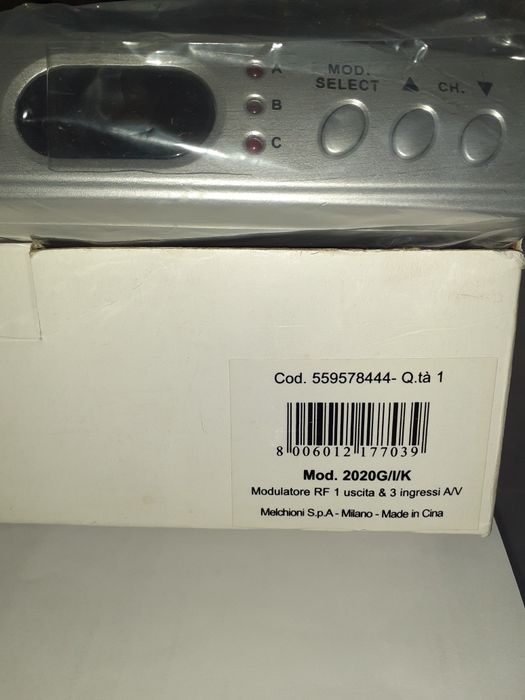 A
B
C
MOD.
SELECT
▲ CH. ▼
Cod. 559578444- Q.tà 1
8 006012 177039
Mod. 2020G/I/K
Modulatore RF 1 uscita & 3 ingressi A/V
Melchioni S.p.A - Milano - Made in Cina